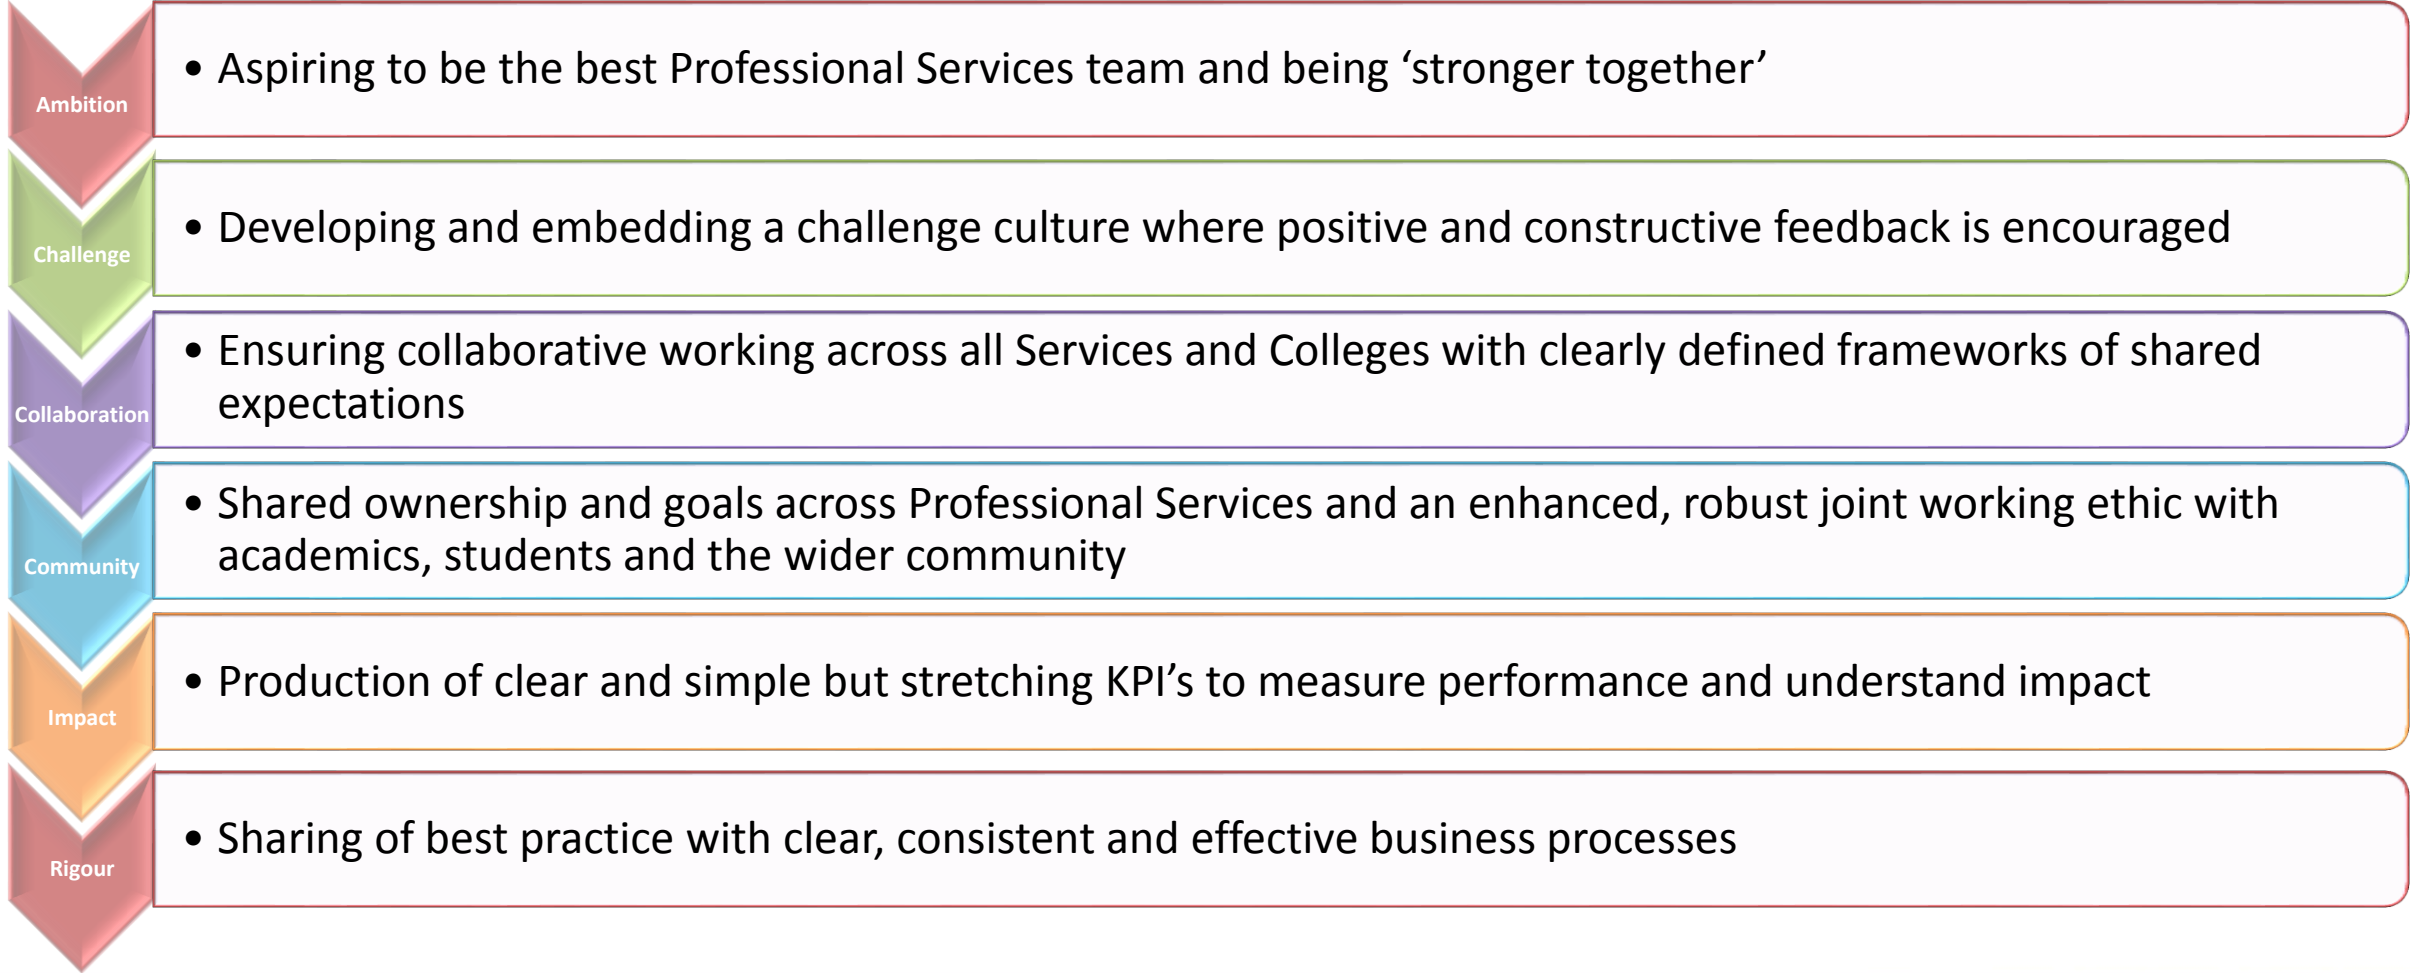 Ambition
• Aspiring to be the best Professional Services team and being ‘stronger together’
Challenge
• Developing and embedding a challenge culture where positive and constructive feedback is encouraged
Collaboration
• Ensuring collaborative working across all Services and Colleges with clearly defined frameworks of shared
expectations
Community
• Shared ownership and goals across Professional Services and an enhanced, robust joint working ethic with
academics, students and the wider community
Impact
• Production of clear and simple but stretching KPI’s to measure performance and understand impact
Rigour
• Sharing of best practice with clear, consistent and effective business processes